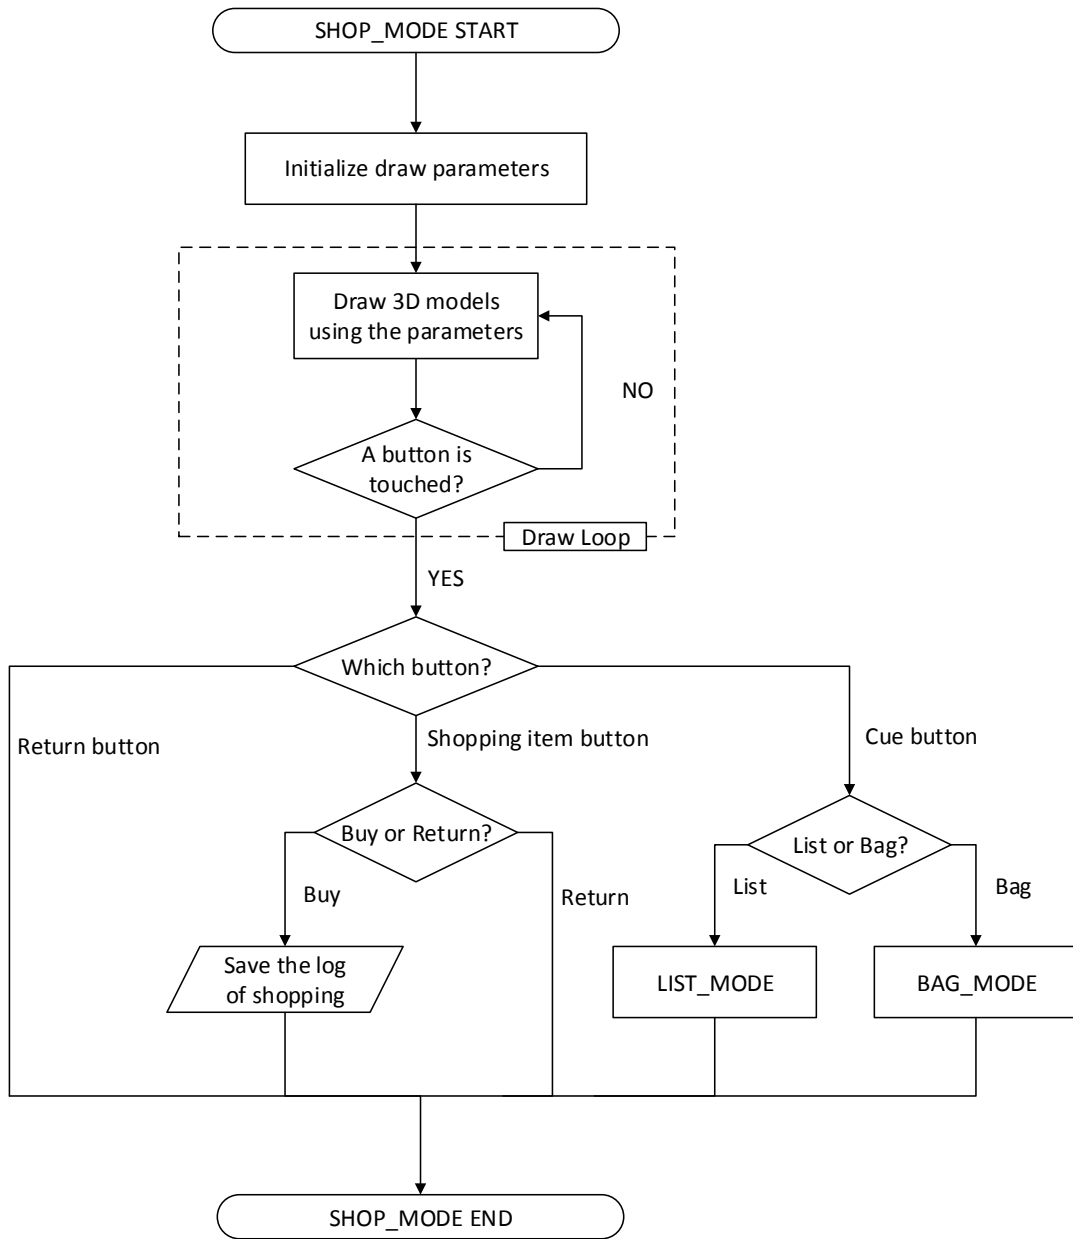 SHOP_MODE START
Initialize draw parameters
Draw 3D models
using the parameters
NO
A button is
touched?
Draw Loop
YES
Which button?
Return button
Shopping item button
Cue button
Buy or Return?
List or Bag?
Buy
Return
List
Bag
Save the log
of shopping
LIST_MODE
BAG_MODE
SHOP_MODE END